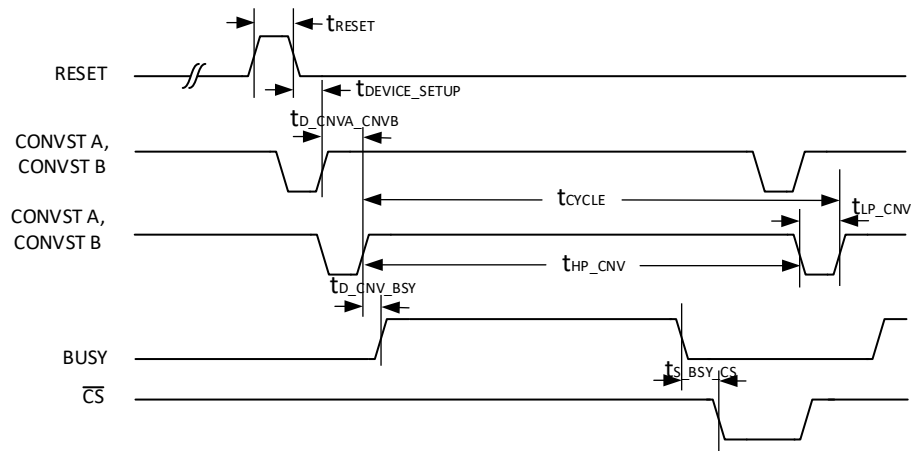 tRESET
RESET
tDEVICE_SETUP
tD_CNVA_CNVB
CONVST A,
CONVST B
tCYCLE
tLP_CNV
CONVST A,
CONVST B
tHP_CNV
tD_CNV_BSY
BUSY
tS_BSY_CS
CS